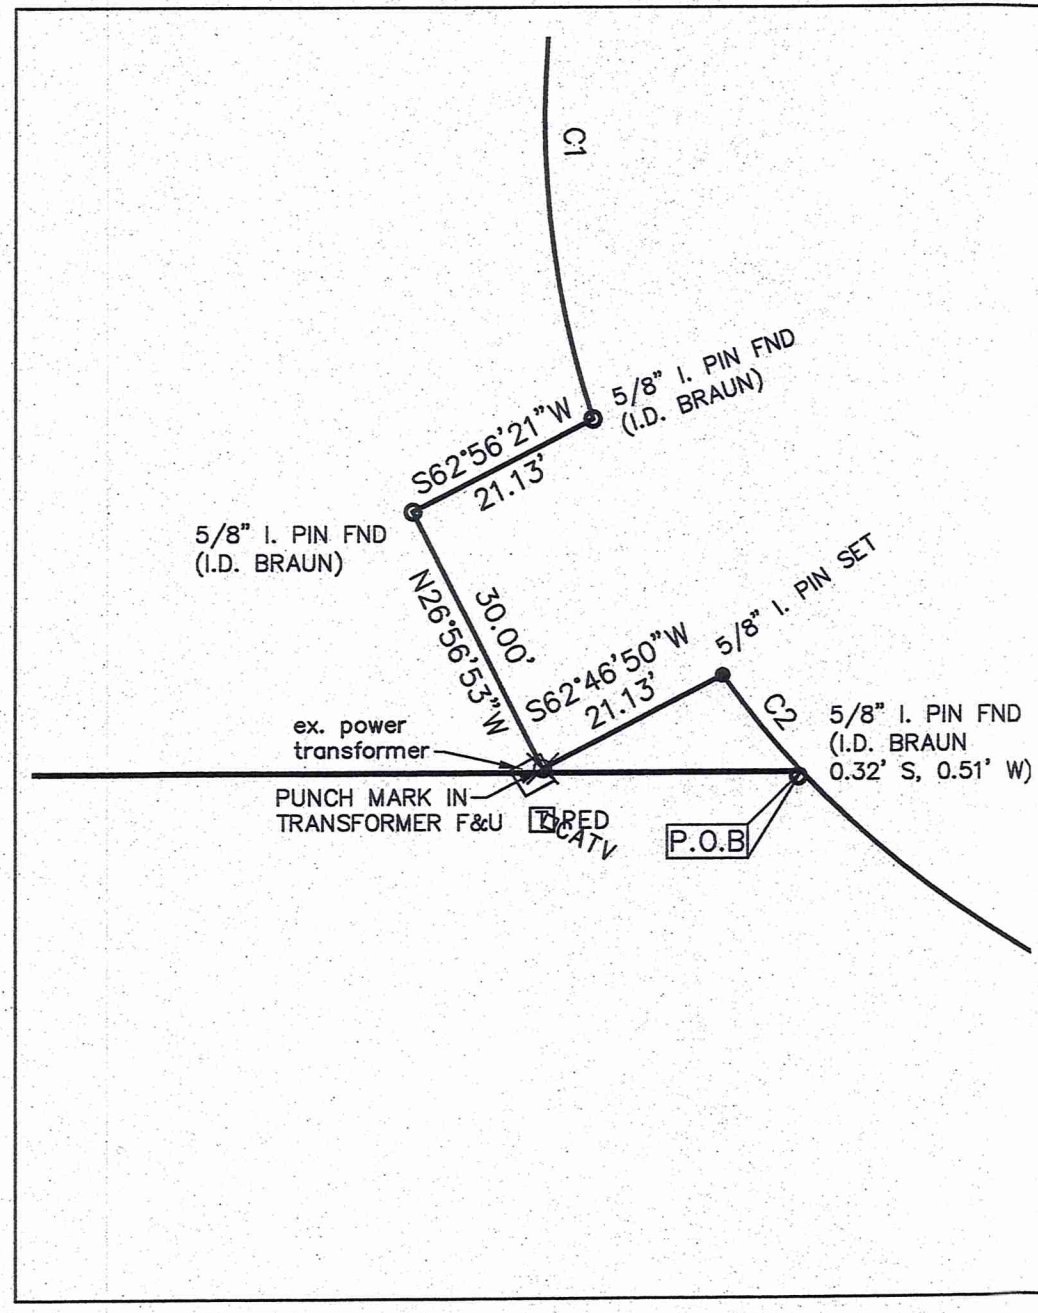 C1
5/8" I. PIN FND
(I.D. BRAUN)
S62°56'21"W
21.13'
5/8" I. PIN FND
(I.D. BRAUN)
N26°56'53"W
30.00'
5/8" I. PIN SET
S62°46'50"W
21.13'
C2
5/8" I. PIN FND
(I.D. BRAUN
0.32' S, 0.51' W)
ex. power
transformer
PUNCH MARK IN
TRANSFORMER F&U
T PED
CATV
P.O.B